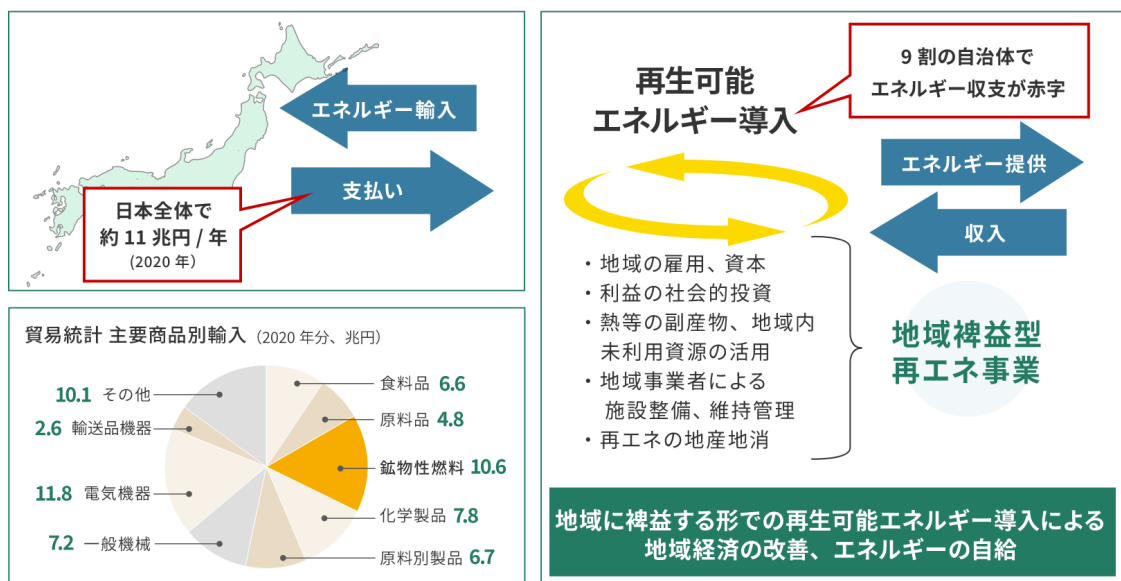 エネルギー輸入
支払い
日本全体で
約 11 兆円 / 年
(2020 年)
貿易統計 主要商品別輸入 (2020 年分、兆円)
食料品 6.6
原料品 4.8
鉱物性燃料 10.6
化学製品 7.8
原料別製品 6.7
10.1 その他
2.6 輸送品機器
11.8 電気機器
7.2 一般機械
再生可能
エネルギー導入
9 割の自治体で
エネルギー収支が赤字
エネルギー提供
収入
・地域の雇用、資本
・利益の社会的投資
・熱等の副産物、地域内
未利用資源の活用
・地域事業者による
施設整備、維持管理
・再エネの地産地消
地域裨益型
再エネ事業
地域に裨益する形での再生可能エネルギー導入による
地域経済の改善、エネルギーの自給